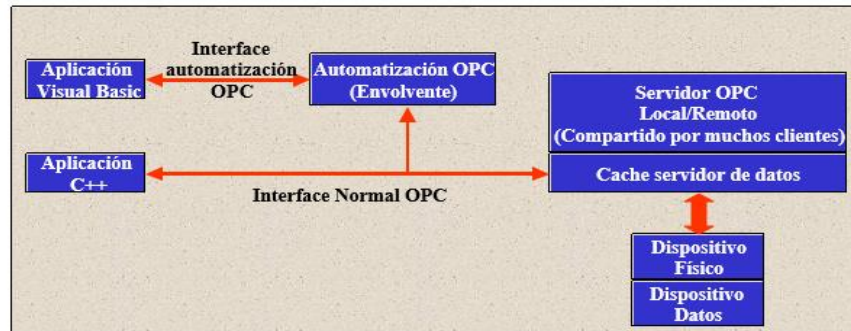 Interface
automatización
OPC
Aplicación
Visual Basic
Automatización OPC
(Envolvente)
Servidor OPC
Local/Remoto
(Compartido por muchos clientes)
Aplicación
C++
Cache servidor de datos
Interface Normal OPC
Dispositivo
Físico
Dispositivo
Datos